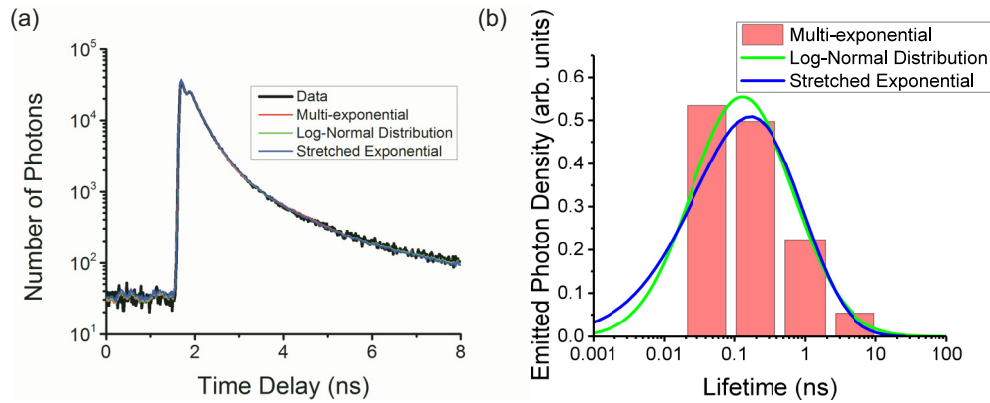 (a)
10^5
10^4
10^3
10^2
10^1
Number of Photons
Data
Multi-exponential
Log-Normal Distribution
Stretched Exponential
0 2 4 6 8
Time Delay (ns)
(b)
Multi-exponential
Log-Normal Distribution
Stretched Exponential
Emitted Photon Density (arb. units)
0.6
0.5
0.4
0.3
0.2
0.1
0.0
0.001 0.01 0.1 1 10 100
Lifetime (ns)